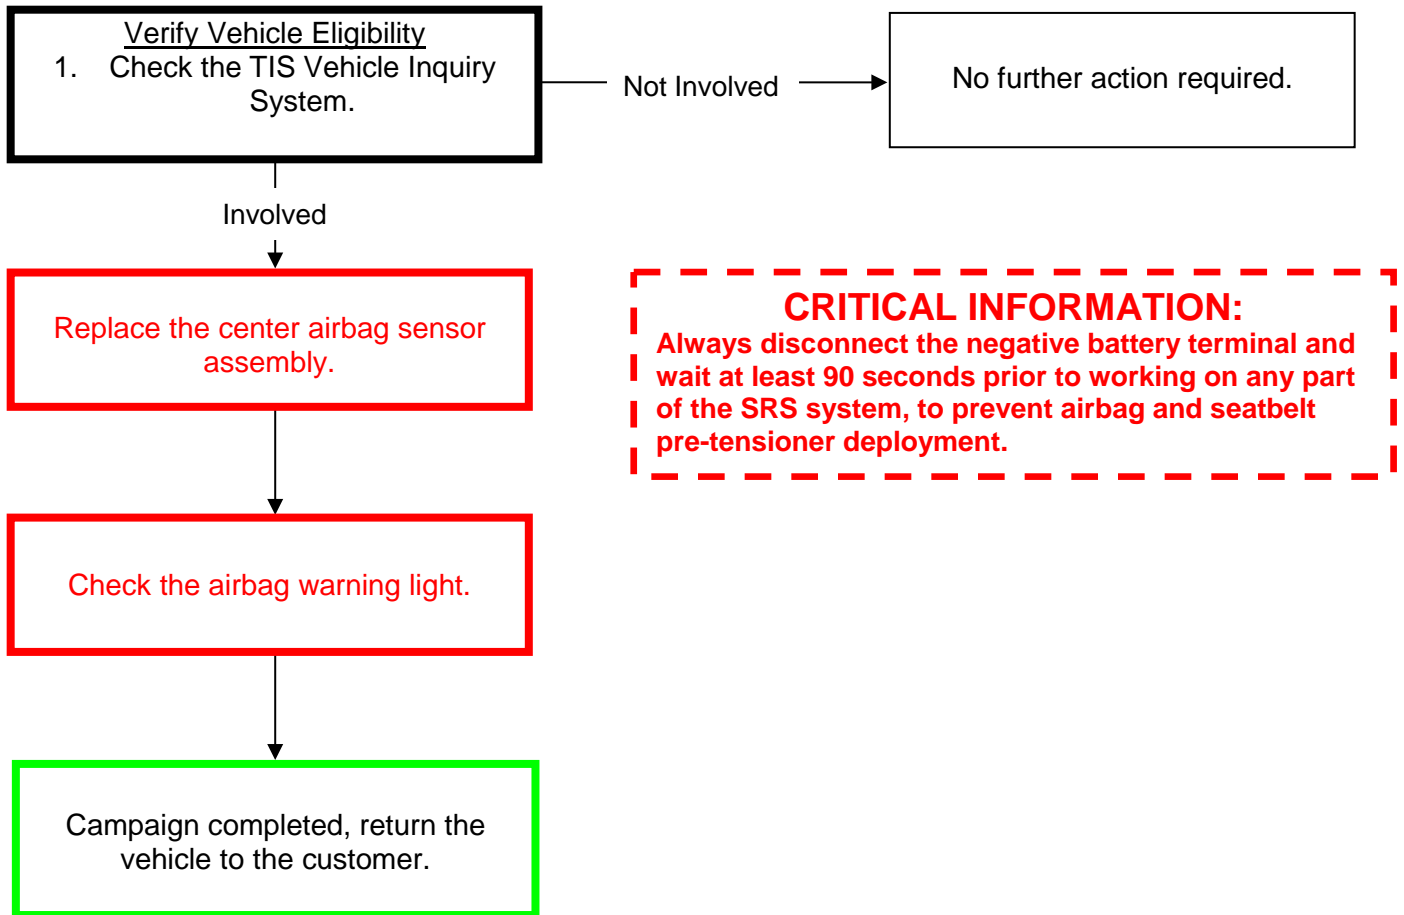 Verify Vehicle Eligibility
1. Check the TIS Vehicle Inquiry
System.
Not Involved
No further action required.
Involved
Replace the center airbag sensor
assembly.
CRITICAL INFORMATION:
Always disconnect the negative battery terminal and
wait at least 90 seconds prior to working on any part
of the SRS system, to prevent airbag and seatbelt
pre-tensioner deployment.
Check the airbag warning light.
Campaign completed, return the
vehicle to the customer.